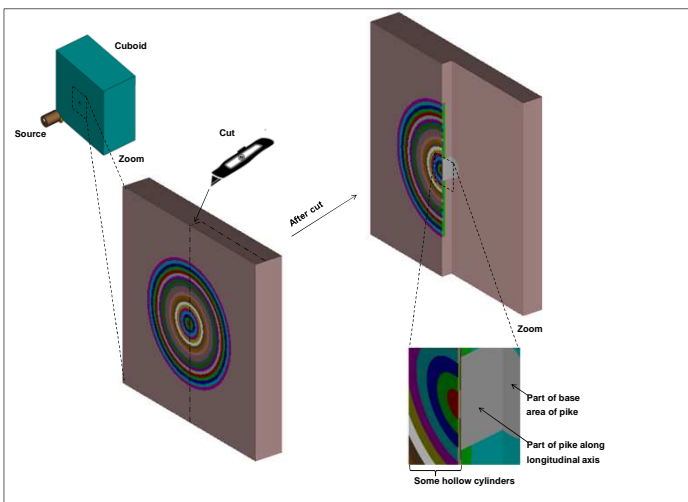 Cuboid
Source
Zoom
Cut
After cut
Zoom
Part of base
area of pike
Part of pike along
longitudinal axis
Some hollow cylinders